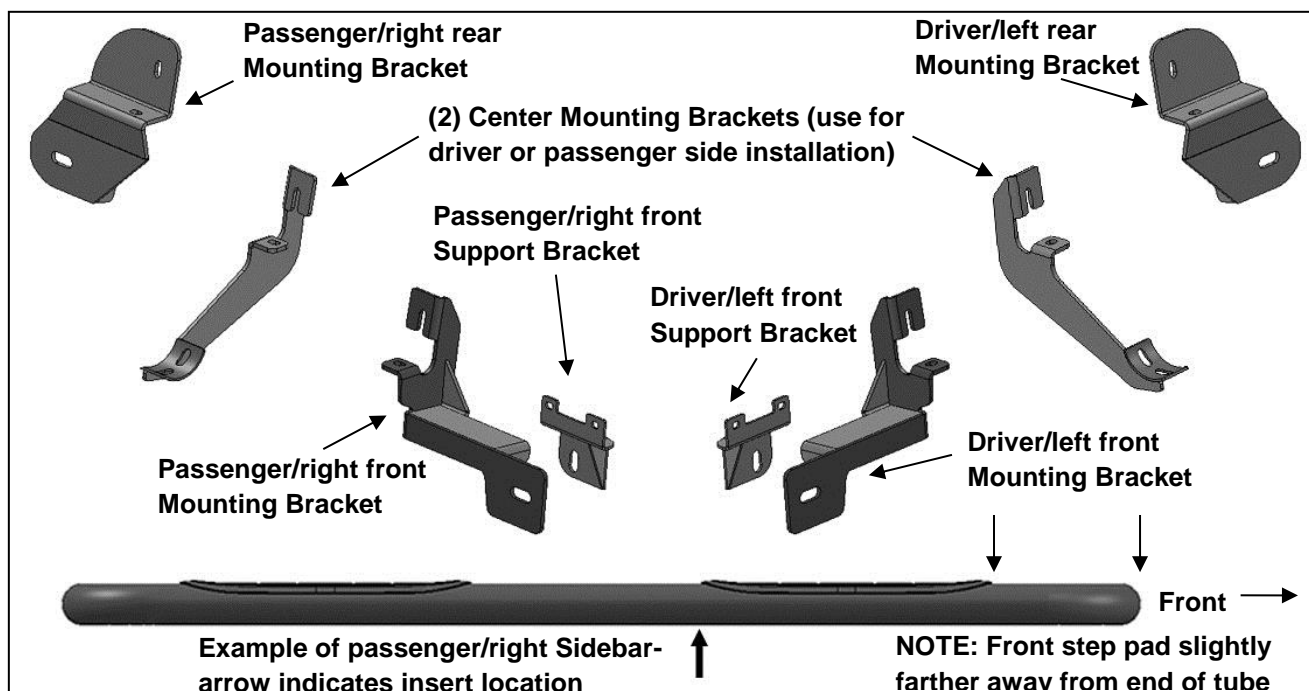 Passenger/right rear
Mounting Bracket
Driver/left rear
Mounting Bracket
(2) Center Mounting Brackets (use for
driver or passenger side installation)
Passenger/right front
Support Bracket
Driver/left front
Support Bracket
Passenger/right front
Mounting Bracket
Driver/left front
Mounting Bracket
Front
Example of passenger/right Sidebar-
arrow indicates insert location
NOTE: Front step pad slightly
farther away from end of tube